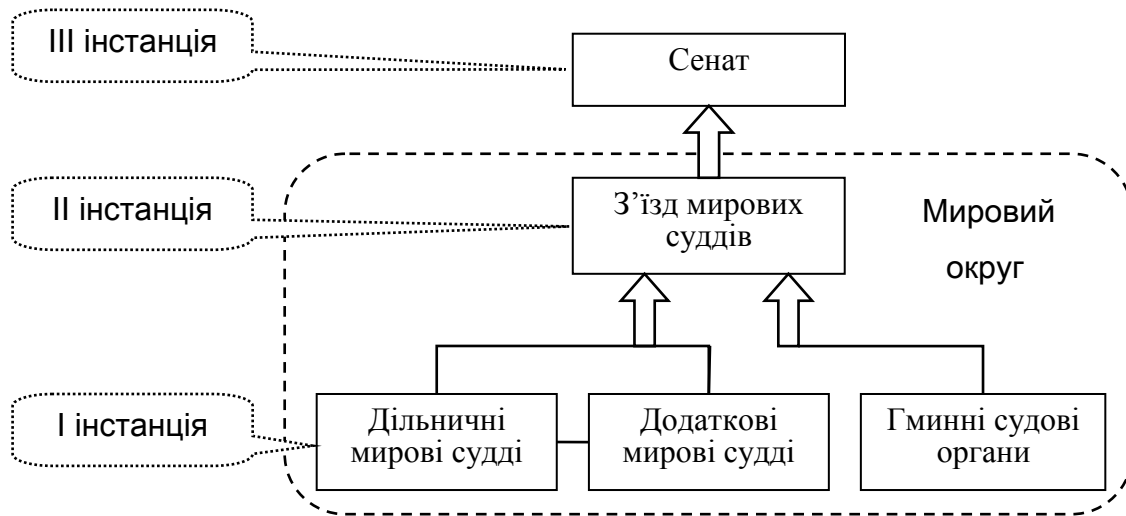 III інстанція
Сенат
II інстанція
З’їзд мирових
суддів
Мировий
округ
I інстанція
Дільничні
мирові судді
Додаткові
мирові судді
Гминні судові
органи